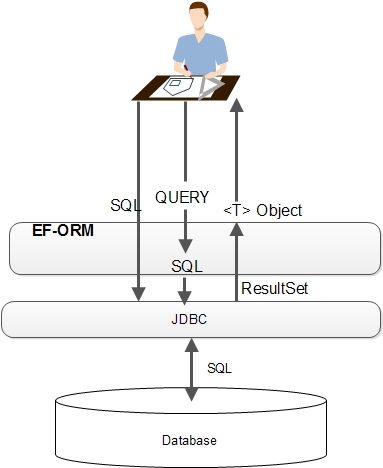 SQL
QUERY
<T> Object
EF-ORM
SQL
ResultSet
JDBC
SQL
Database